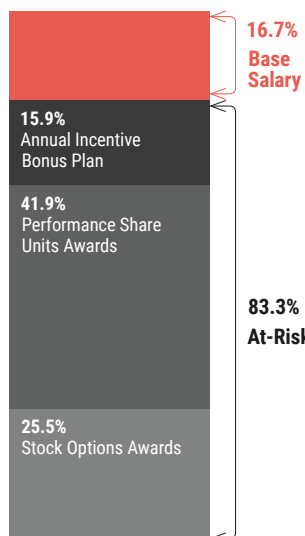 16.7%
Base
Salary
15.9%
Annual Incentive
Bonus Plan
41.9%
Performance Share
Units Awards
83.3%
At-Risk
25.5%
Stock Options Awards